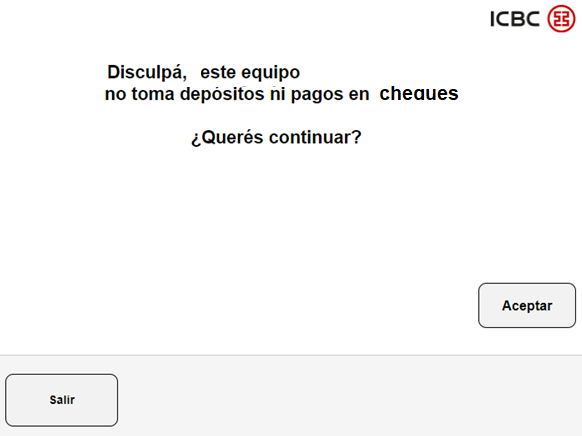 ICBC
Disculpá, este equipo
no toma depósitos ni pagos en cheques
¿Querés continuar?
Aceptar
Salir